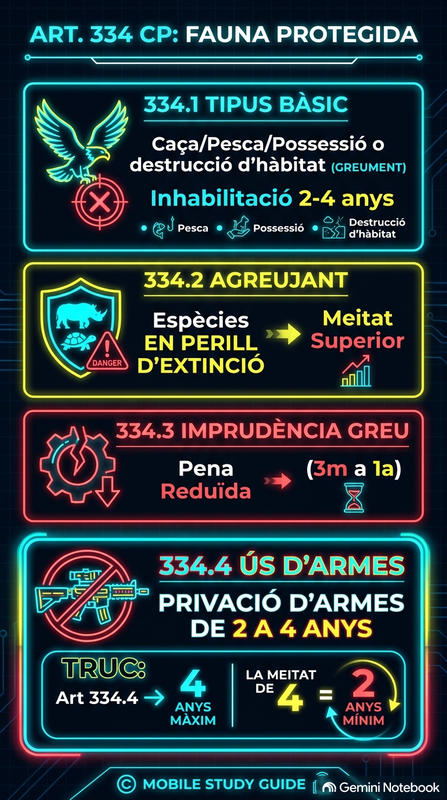 ART. 334 CP: FAUNA PROTEGIDA
334.1 TIPUS BÀSIC
Caça/Pesca/Possessió o
destrucció d'hàbitat (GREUMENT)
Inhabilitació 2-4 anys
• Pesca • Possessió • Destrucció
d'hàbitat
334.2 AGREUJANT
Espècies
EN PERILL
D'EXTINCIÓ
DANGER
Meitat
Superior
334.3 IMPRUDÈNCIA GREU
Pena
Reduïda
(3m a 1a)
334.4 ÚS D'ARMES
PRIVACIÓ D'ARMES
DE 2 A 4 ANYS
TRUC:
Art 334.4
4
ANYS
MÀXIM
LA MEITAT
DE 4 = 2
ANYS
MÍNIM
© MOBILE STUDY GUIDE
Gemini Notebook